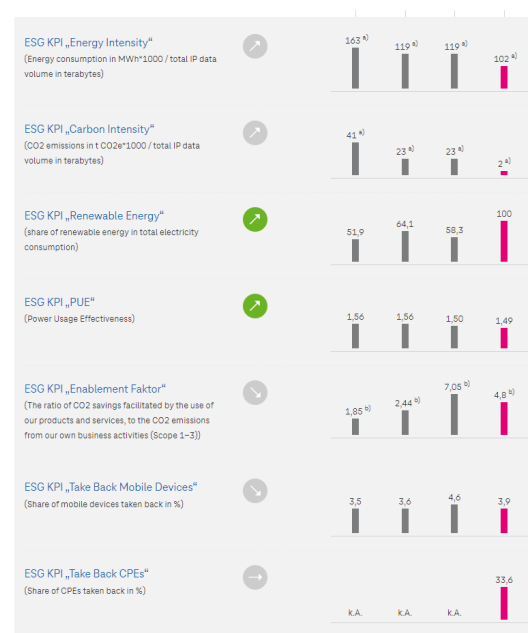 163 a)
119 a)
119 a)
102 a)
ESG KPI „Energy Intensity“
(Energy consumption in MWh*1000 / total IP data
volume in terabytes)
41 a)
23 a)
23 a)
2 a)
ESG KPI „Carbon Intensity“
(CO2 emissions in t CO2e*1000 / total IP data
volume in terabytes)
51,9
64,1
58,3
100
ESG KPI „Renewable Energy“
(share of renewable energy in total electricity
consumption)
1,56
1,56
1,50
1,49
ESG KPI „PUE“
(Power Usage Effectiveness)
1,85 b)
2,44 b)
7,05 b)
4,8 b)
ESG KPI „Enablement Faktor“
(The ratio of CO2 savings facilitated by the use of
our products and services, to the CO2 emissions
from our own business activities (Scope 1–3))
3,5
3,6
4,6
3,9
ESG KPI „Take Back Mobile Devices“
(Share of mobile devices taken back in %)
k.A.
k.A.
k.A.
33,6
ESG KPI „Take Back CPEs“
(Share of CPEs taken back in %)